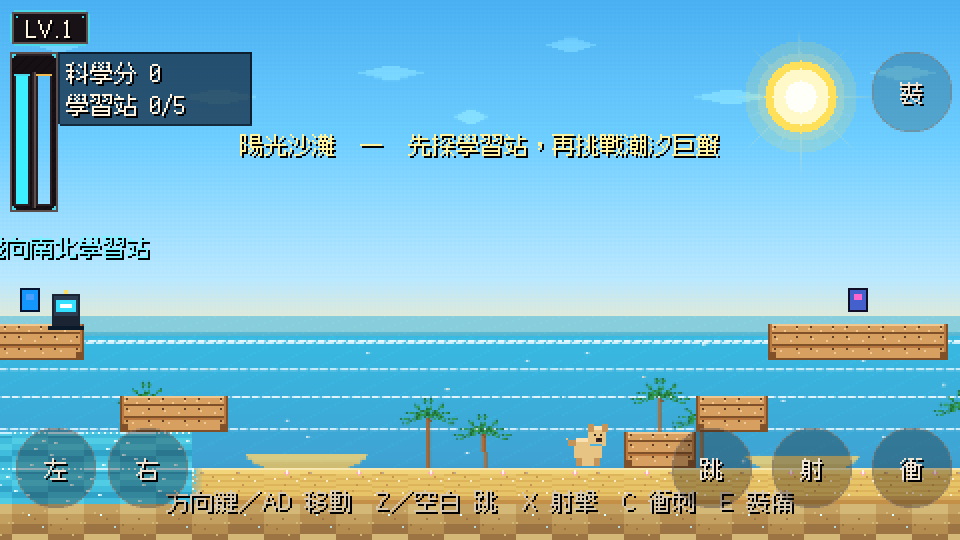 LV.1
科學分 0
學習站 0/5
裝
陽光沙灘 — 先探學習站，再挑戰潮汐巨蟹
向南北學習站
左
右
跳
射
衝
方向鍵／AD 移動 Z／空白 跳 X 射擊 C 衝刺 E 裝備